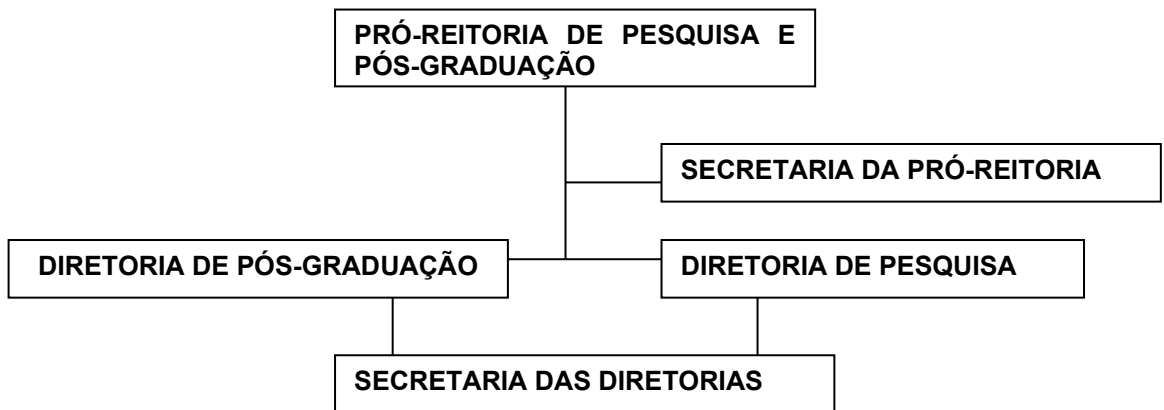 PRÓ-REITORIA DE PESQUISA E
PÓS-GRADUAÇÃO
SECRETARIA DA PRÓ-REITORIA
DIRETORIA DE PÓS-GRADUAÇÃO
DIRETORIA DE PESQUISA
SECRETARIA DAS DIRETORIAS